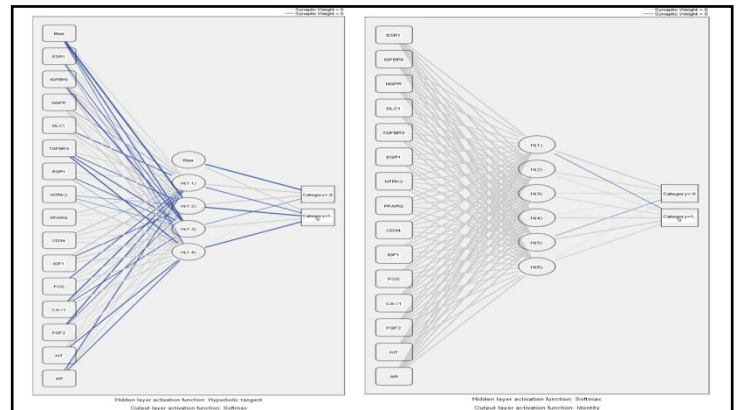 Synaptic Weight > 0
Synaptic Weight < 0
Bias
ESR1
IGFBP6
NGFR
DLC1
TGFBR3
EGR1
NTRK2
PPARG
CD34
IGF1
FOS
CAV1
FGF2
KIT
AR
Bias
H(1:1)
H(1:2)
H(1:3)
H(1:4)
Category=.0
Category=1.
0
Hidden layer activation function: Hyperbolic tangent
Output layer activation function: Softmax
Synaptic Weight > 0
Synaptic Weight < 0
ESR1
IGFBP6
NGFR
DLC1
TGFBR3
EGR1
NTRK2
PPARG
CD34
IGF1
FOS
CAV1
FGF2
KIT
AR
H(1)
H(2)
H(3)
H(4)
H(5)
H(6)
Category=.0
Category=1.
0
Hidden layer activation function: Softmax
Output layer activation function: Identity